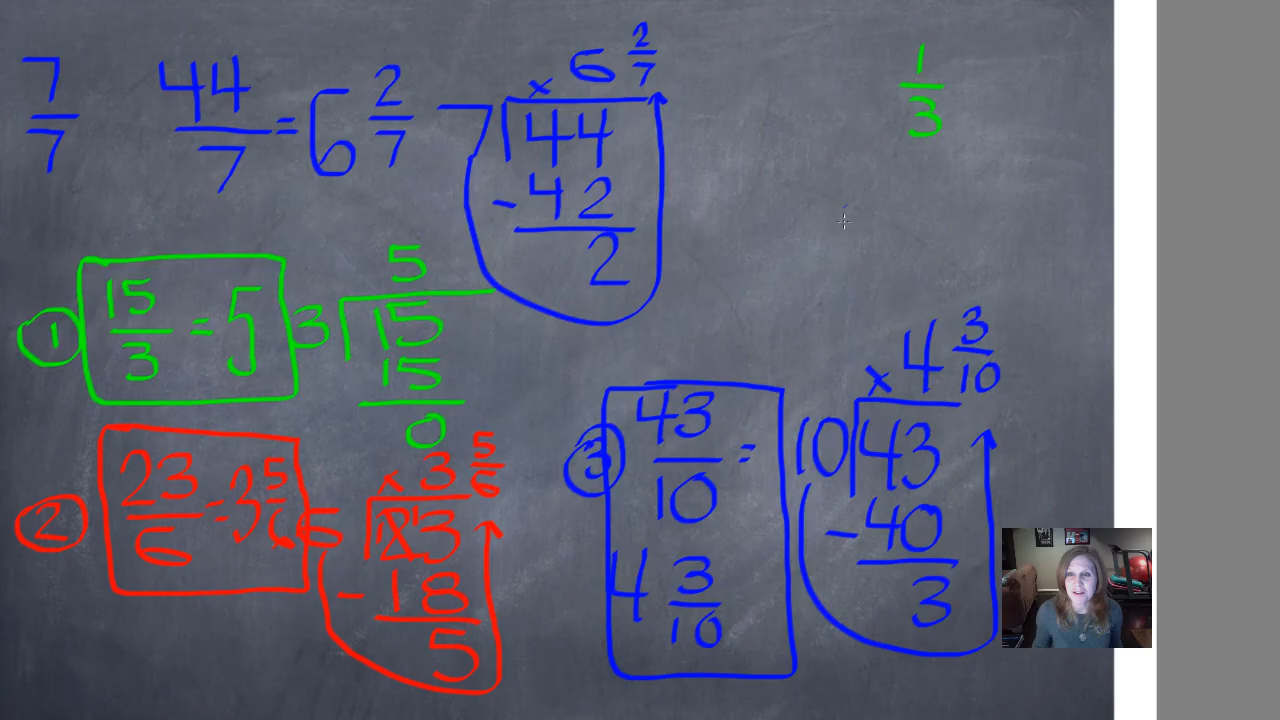 7/7 44/7 = 6 2/7
x 6 2/7
7 44
- 42
2
1/3
① 15/3 = 5
5
3 15
15
0
② 23/6 = 3 5/6
x 3 5/6
6 23
- 18
5
③ 43/10 =
4 3/10
x 4 3/10
10 43
- 40
3